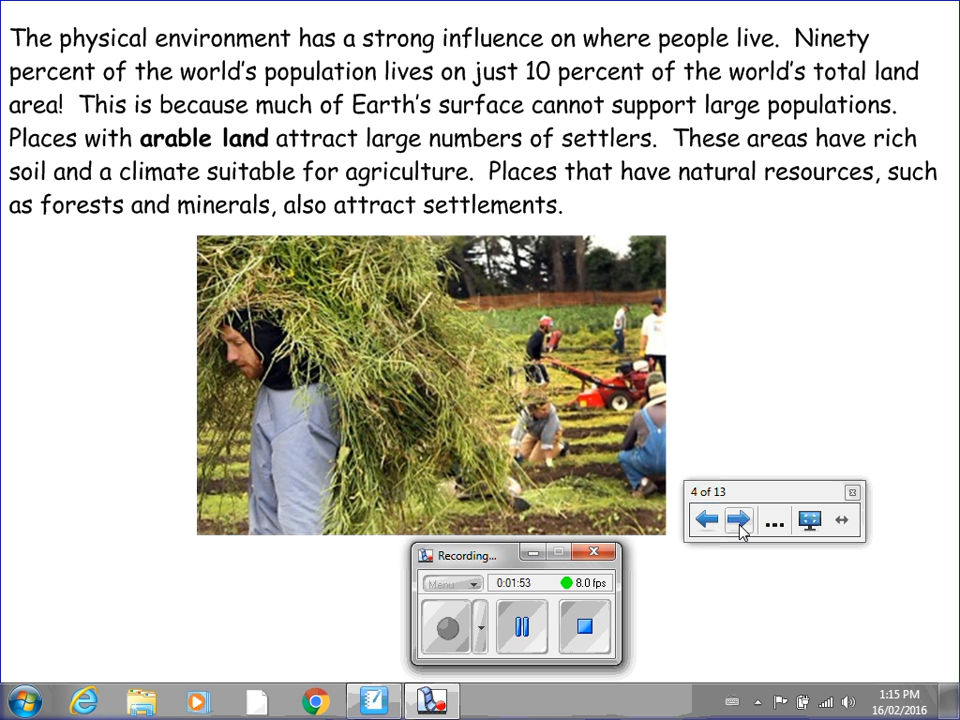 The physical environment has a strong influence on where people live. Ninety
percent of the world's population lives on just 10 percent of the world's total land
area! This is because much of Earth's surface cannot support large populations.
Places with arable land attract large numbers of settlers. These areas have rich
soil and a climate suitable for agriculture. Places that have natural resources, such
as forests and minerals, also attract settlements.
4 of 13
...
Recording...
Menu
0:01:53
8.0 fps
1:15 PM
16/02/2016